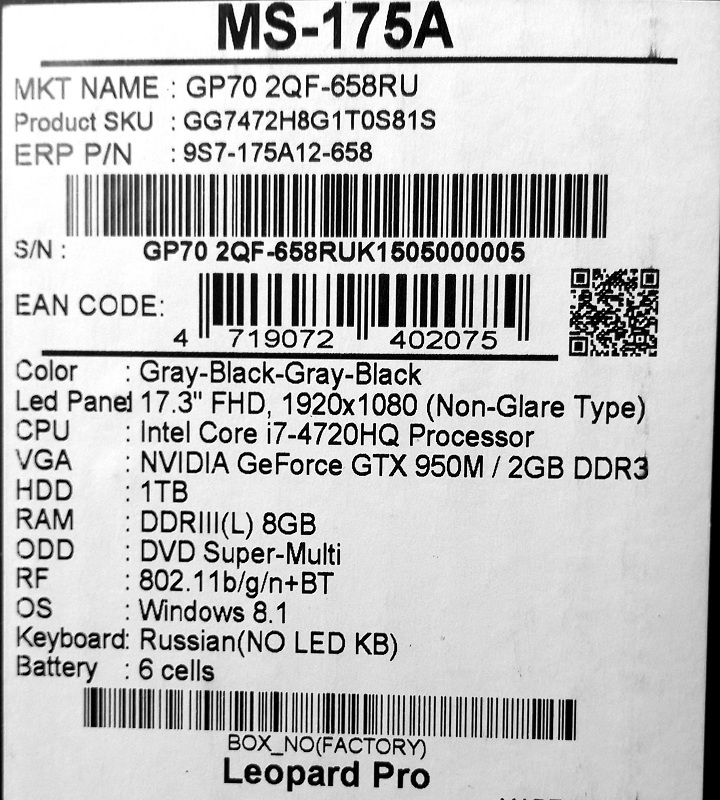 MS-175A
MKT NAME : GP70 2QF-658RU
Product SKU : GG7472H8G1T0S81S
ERP P/N : 9S7-175A12-658
S/N : GP70 2QF-658RUK1505000005
EAN CODE:
4 719072 402075
Color : Gray-Black-Gray-Black
Led Panel 17.3" FHD, 1920x1080 (Non-Glare Type)
CPU : Intel Core i7-4720HQ Processor
VGA : NVIDIA GeForce GTX 950M / 2GB DDR3
HDD : 1TB
RAM : DDRIII(L) 8GB
ODD : DVD Super-Multi
RF : 802.11b/g/n+BT
OS : Windows 8.1
Keyboard: Russian(NO LED KB)
Battery : 6 cells
BOX_NO(FACTORY)
Leopard Pro